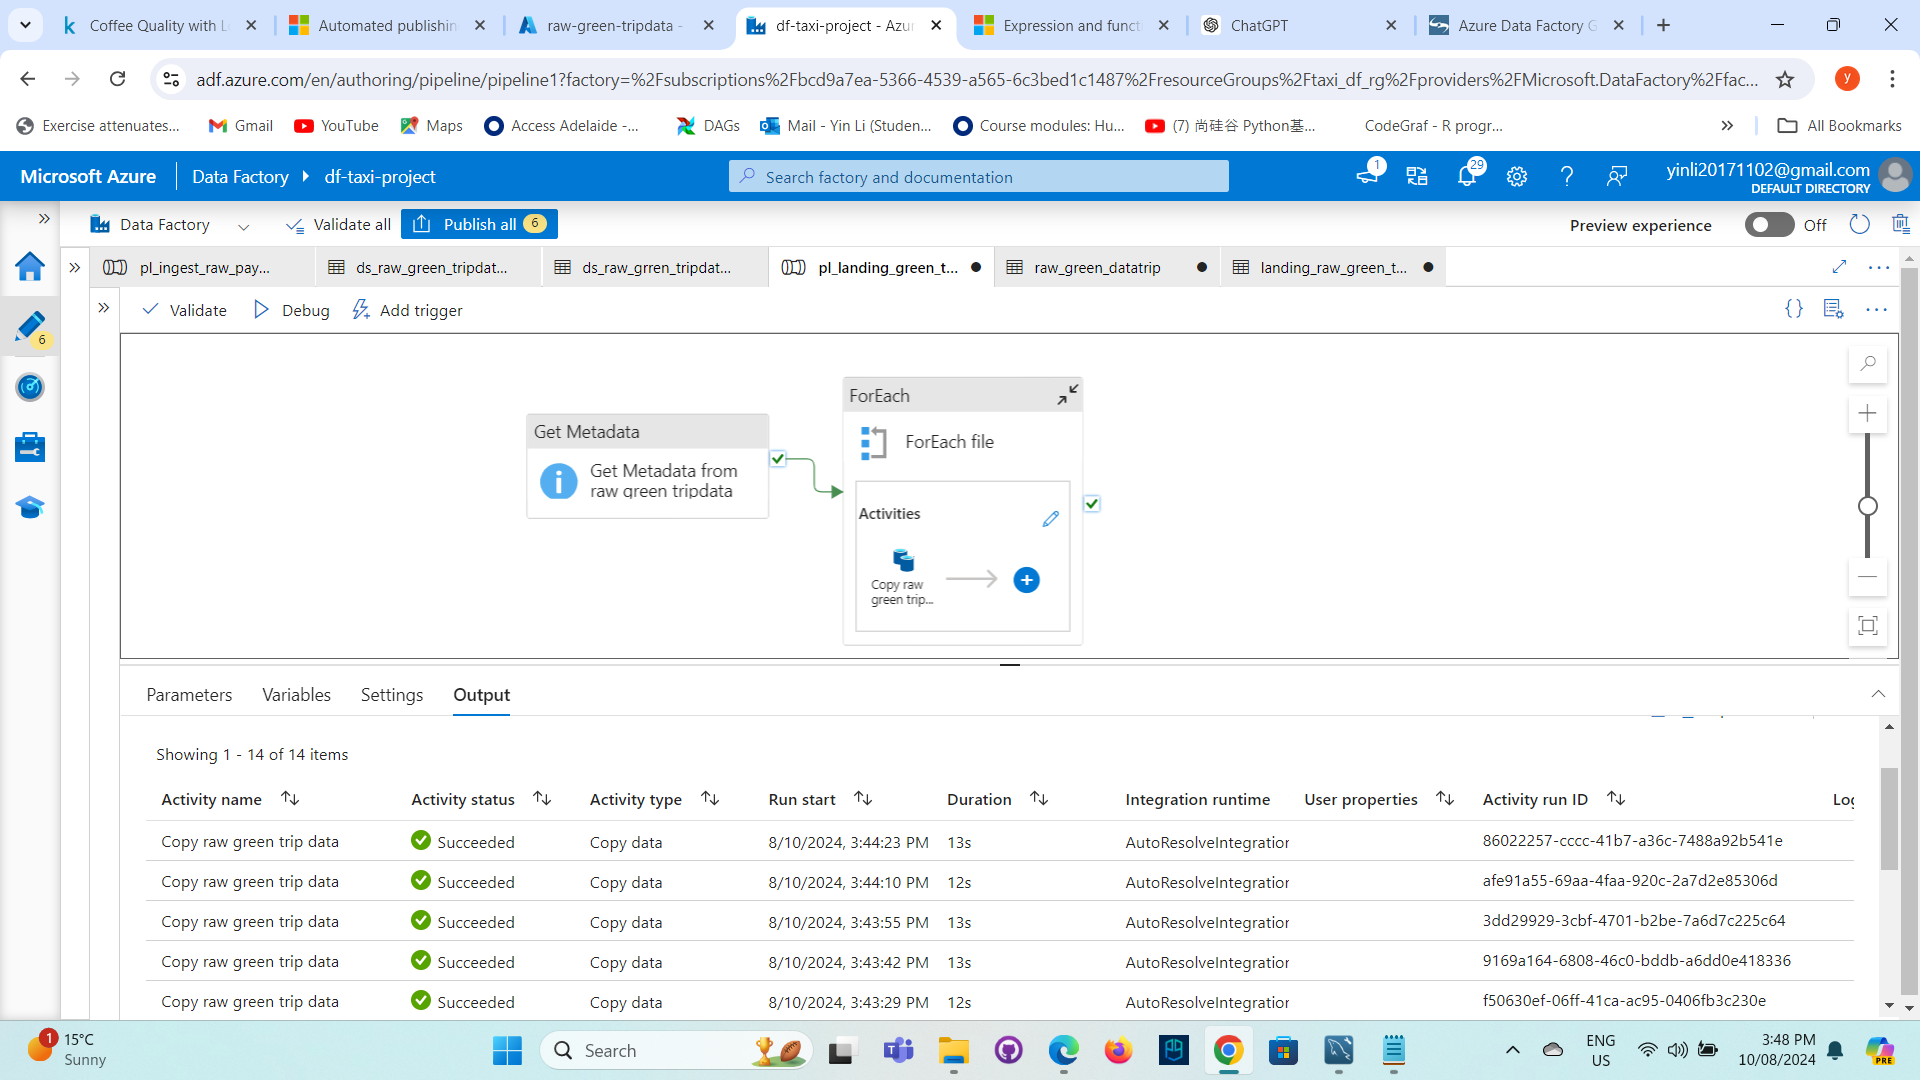 Coffee Quality with L
Automated publishin
raw-green-tripdata -
df-taxi-project - Azur
Expression and funct
ChatGPT
Azure Data Factory G
adf.azure.com/en/authoring/pipeline/pipeline1?factory=%2Fsubscriptions%2Fbcd9a7ea-5366-4539-a565-6c3bed1c1487%2FresourceGroups%2Ftaxi_df_rg%2Fproviders%2FMicrosoft.DataFactory%2Ffac...
y
Exercise attenuates...
Gmail
YouTube
Maps
Access Adelaide -...
DAGs
Mail - Yin Li (Studen...
Course modules: Hu...
(7) 尚硅谷 Python基...
CodeGraf - R progr...
All Bookmarks
Microsoft Azure
Data Factory
df-taxi-project
Search factory and documentation
1
29
yinli20171102@gmail.com
DEFAULT DIRECTORY
Data Factory
Validate all
Publish all 6
Preview experience
Off
pl_ingest_raw_pay...
ds_raw_green_tripdat...
ds_raw_grren_tripdat...
pl_landing_green_t...
raw_green_datatrip
landing_raw_green_t...
6
Validate
Debug
Add trigger
Get Metadata
Get Metadata from
raw green tripdata
ForEach
ForEach file
Activities
Copy raw
green trip...
Parameters
Variables
Settings
Output
Showing 1 - 14 of 14 items
Activity name
Activity status
Activity type
Run start
Duration
Integration runtime
User properties
Activity run ID
Log
Copy raw green trip data Succeeded Copy data 8/10/2024, 3:44:23 PM 13s AutoResolveIntegration 86022257-cccc-41b7-a36c-7488a92b541e
Copy raw green trip data Succeeded Copy data 8/10/2024, 3:44:10 PM 12s AutoResolveIntegration afe91a55-69aa-4faa-920c-2a7d2e85306d
Copy raw green trip data Succeeded Copy data 8/10/2024, 3:43:55 PM 13s AutoResolveIntegration 3dd29929-3cbf-4701-b2be-7a6d7c225c64
Copy raw green trip data Succeeded Copy data 8/10/2024, 3:43:42 PM 13s AutoResolveIntegration 9169a164-6808-46c0-bddb-a6dd0e418336
Copy raw green trip data Succeeded Copy data 8/10/2024, 3:43:29 PM 12s AutoResolveIntegration f50630ef-06ff-41ca-ac95-0406fb3c230e
1
15°C
Sunny
Search
ENG
US
3:48 PM
10/08/2024
PRE